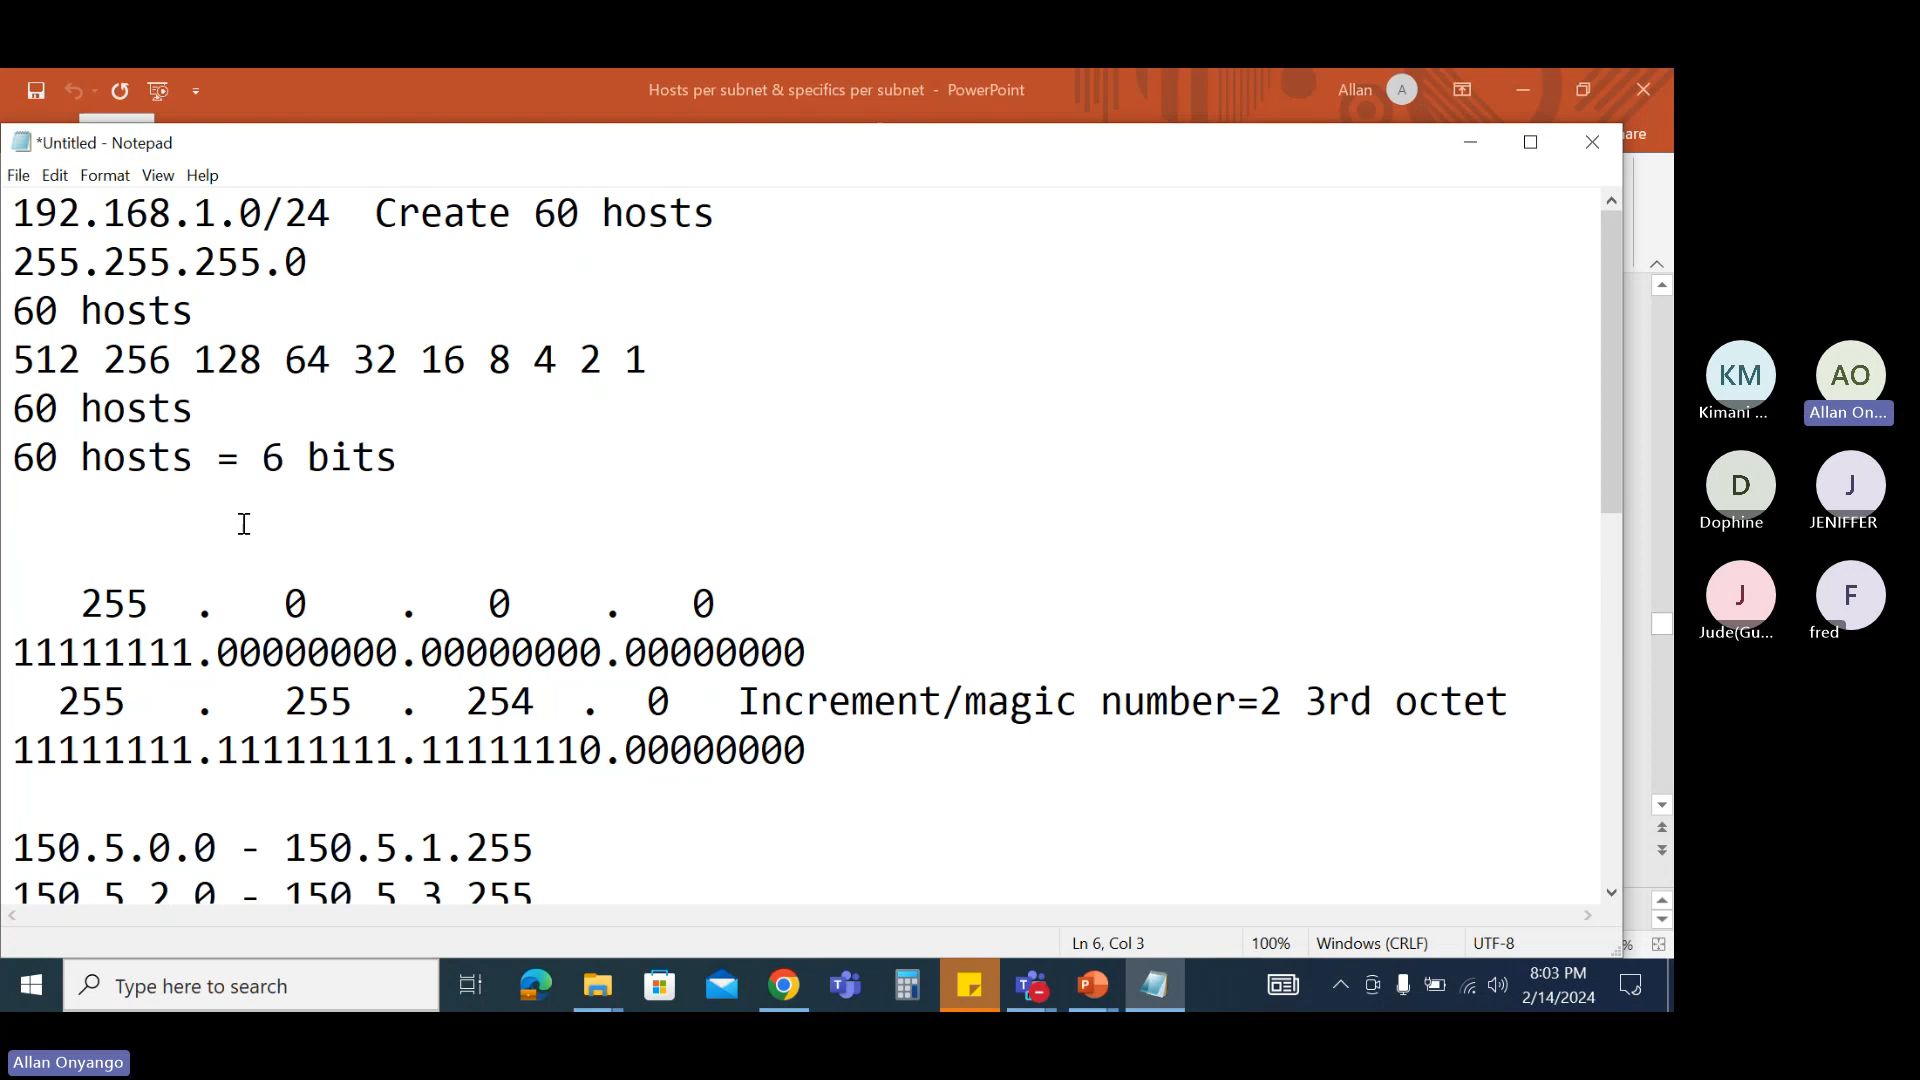 Hosts per subnet & specifics per subnet - PowerPoint
Allan
A
are
*Untitled - Notepad
File Edit Format View Help
192.168.1.0/24  Create 60 hosts
255.255.255.0
60 hosts
512 256 128 64 32 16 8 4 2 1
60 hosts
60 hosts = 6 bits
255 . 0 . 0 . 0
11111111.00000000.00000000.00000000
255 . 255 . 254 . 0 Increment/magic number=2 3rd octet
11111111.11111111.11111110.00000000
150.5.0.0 - 150.5.1.255
150.5.2.0 - 150.5.3.255
Ln 6, Col 3
100%
Windows (CRLF)
UTF-8
%
Type here to search
8:03 PM
2/14/2024
KM
Kimani ...
AO
Allan On...
D
Dophine
J
JENIFFER
J
Jude(Gu...
F
fred
Allan Onyango